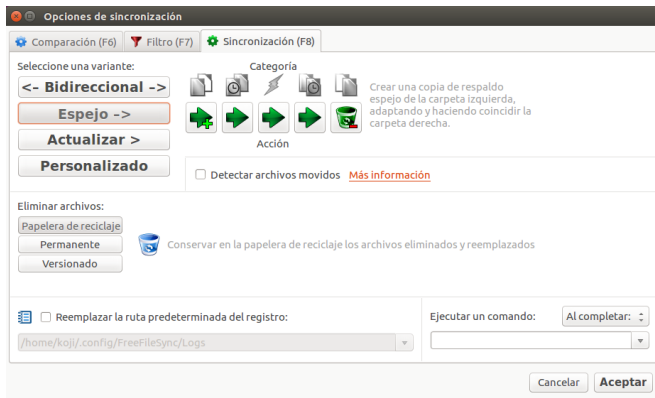 Opciones de sincronización
Comparación (F6) Filtro (F7) Sincronización (F8)
Seleccione una variante:
Categoría
<- Bidireccional ->
Espejo ->
Actualizar >
Personalizado
Crear una copia de respaldo
espejo de la carpeta izquierda,
adaptando y haciendo coincidir la
carpeta derecha.
Acción
Detectar archivos movidos Más información
Eliminar archivos:
Papelera de reciclaje
Permanente
Versionado
Conservar en la papelera de reciclaje los archivos eliminados y reemplazados
Reemplazar la ruta predeterminada del registro:
/home/koji/.config/FreeFileSync/Logs
Ejecutar un comando: Al completar:
Cancelar Aceptar